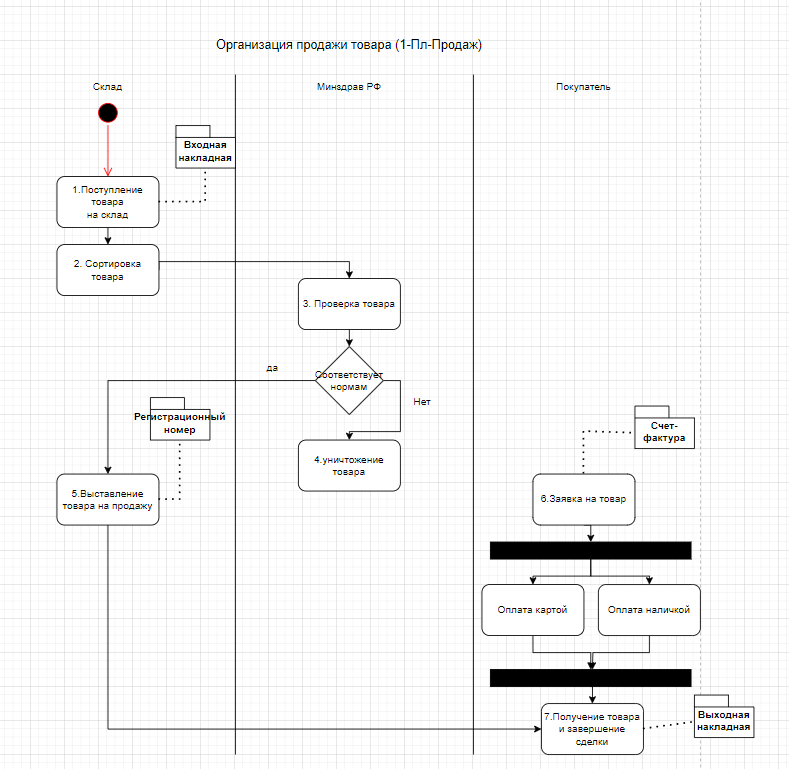 Организация продажи товара (1-Пл-Продаж)
Склад
Минздрав РФ
Покупатель
Входная
накладная
1.Поступление
товара
на склад
2. Сортировка
товара
3. Проверка товара
да
Соответствует
нормам
Нет
Регистрационный
номер
Счет-
фактура
4.уничтожение
товара
5.Выставление
товара на продажу
6.Заявка на товар
Оплата картой
Оплата наличкой
7.Получение товара
и завершение
сделки
Выходная
накладная